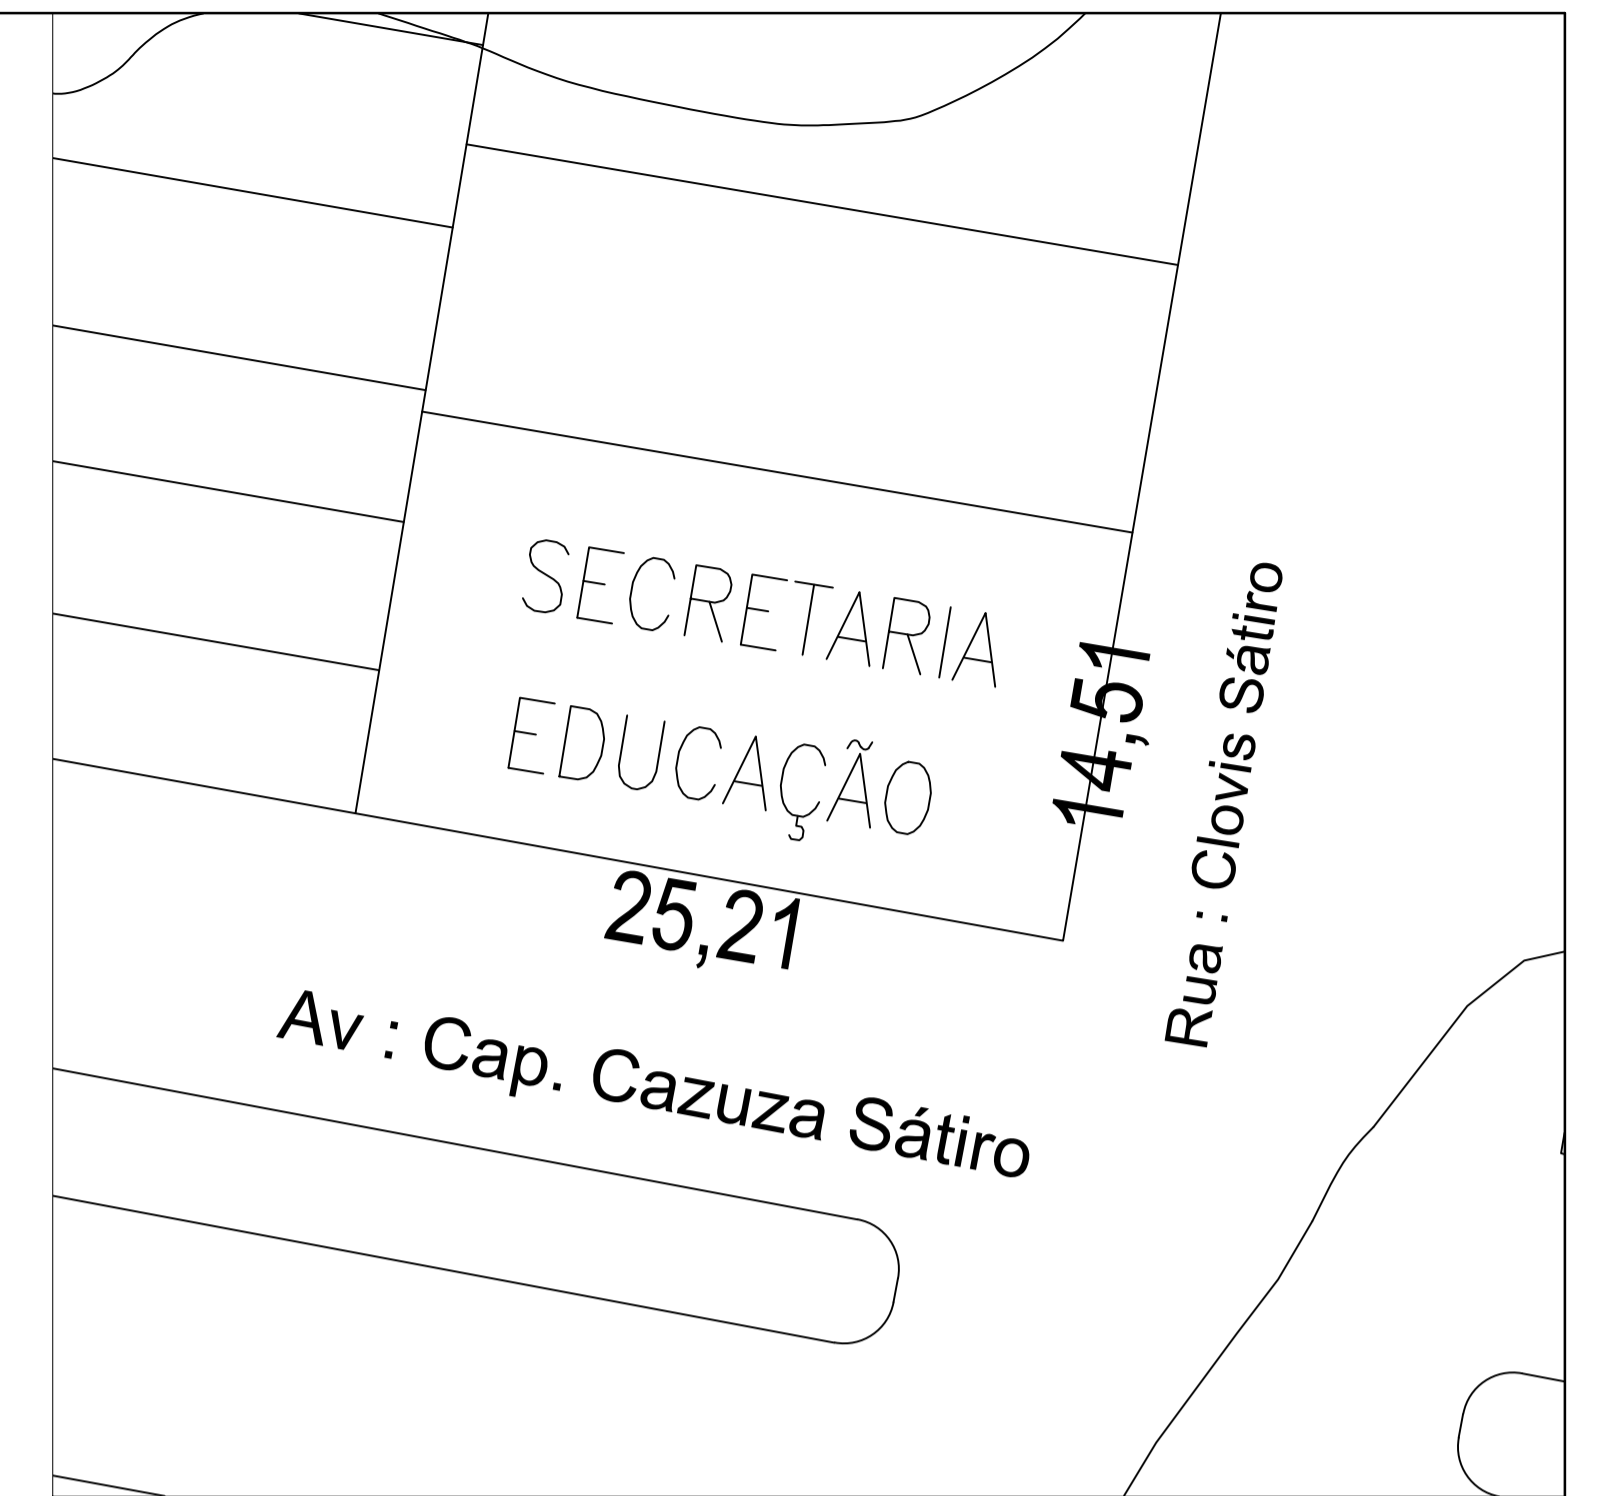 SECRETARIA
EDUCAÇÃO
14,51
25,21
Rua : Clovis Sátiro
Av : Cap. Cazuza Sátiro